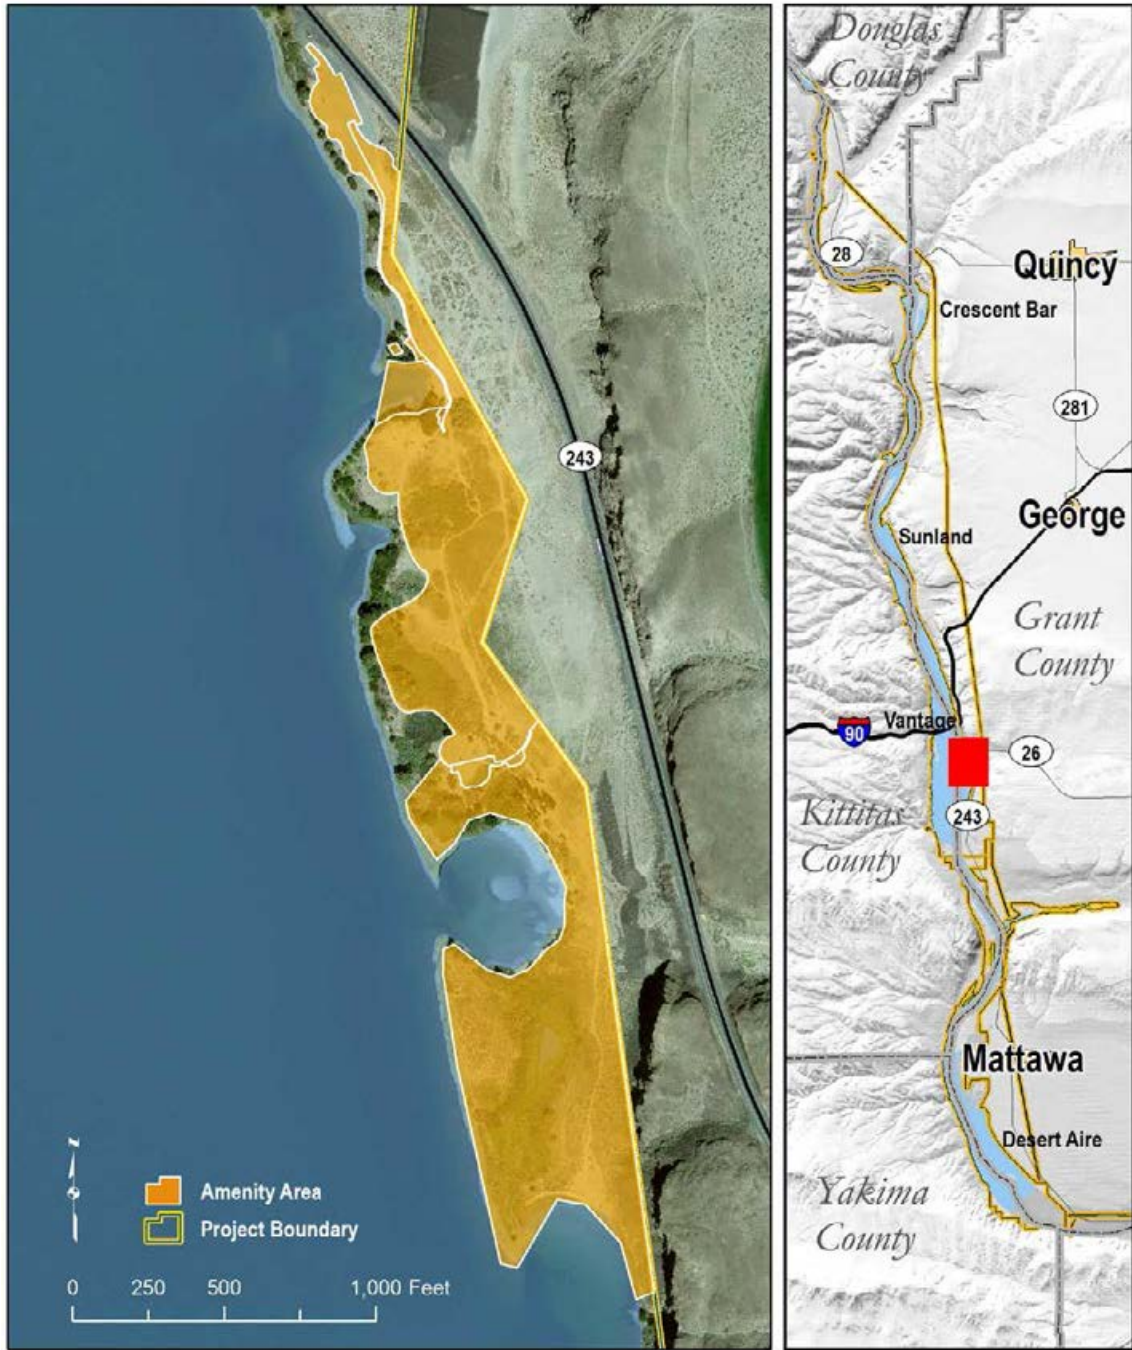 243
Amenity Area
Project Boundary
0 250 500 1,000 Feet
Douglas
County
28
Quincy
Crescent Bar
281
George
Sunland
Grant
County
Vantage
90
26
Kittitas
County
243
Mattawa
Desert Aire
Yakima
County